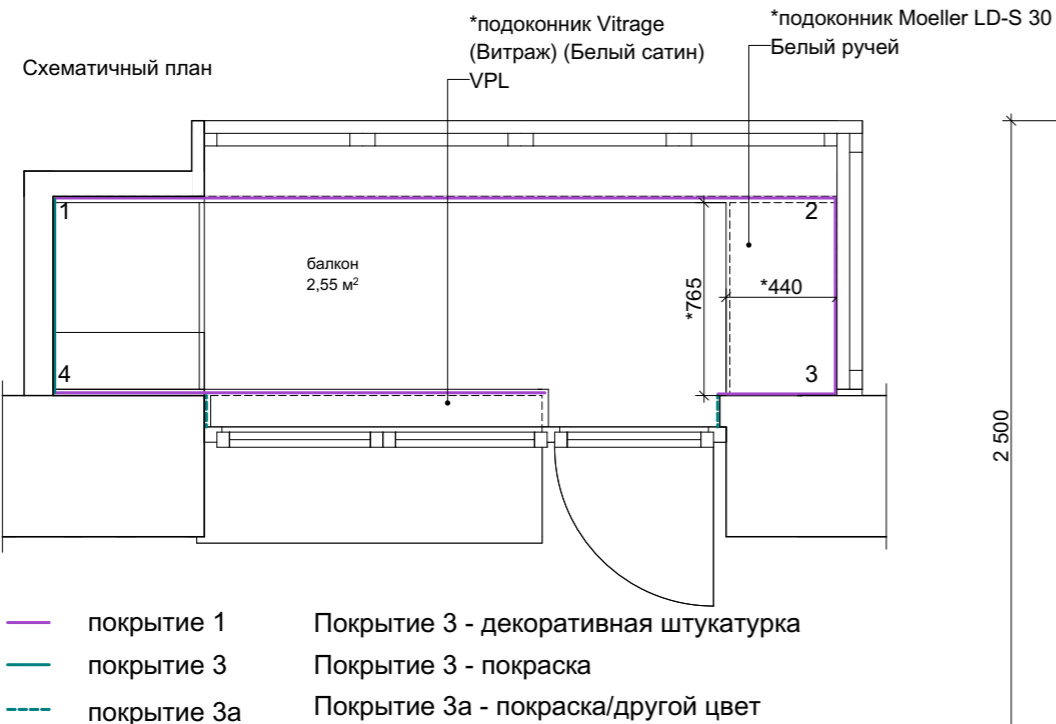 *подоконник Vitrage
(Витраж) (Белый сатин)
VPL
*подоконник Moeller LD-S 30
Белый ручей
Схематичный план
1
2
балкон
2,55 м²
*765
*440
4
3
2 500
покрытие 1
Покрытие 3 - декоративная штукатурка
покрытие 3
Покрытие 3 - покраска
покрытие 3а
Покрытие 3а - покраска/другой цвет